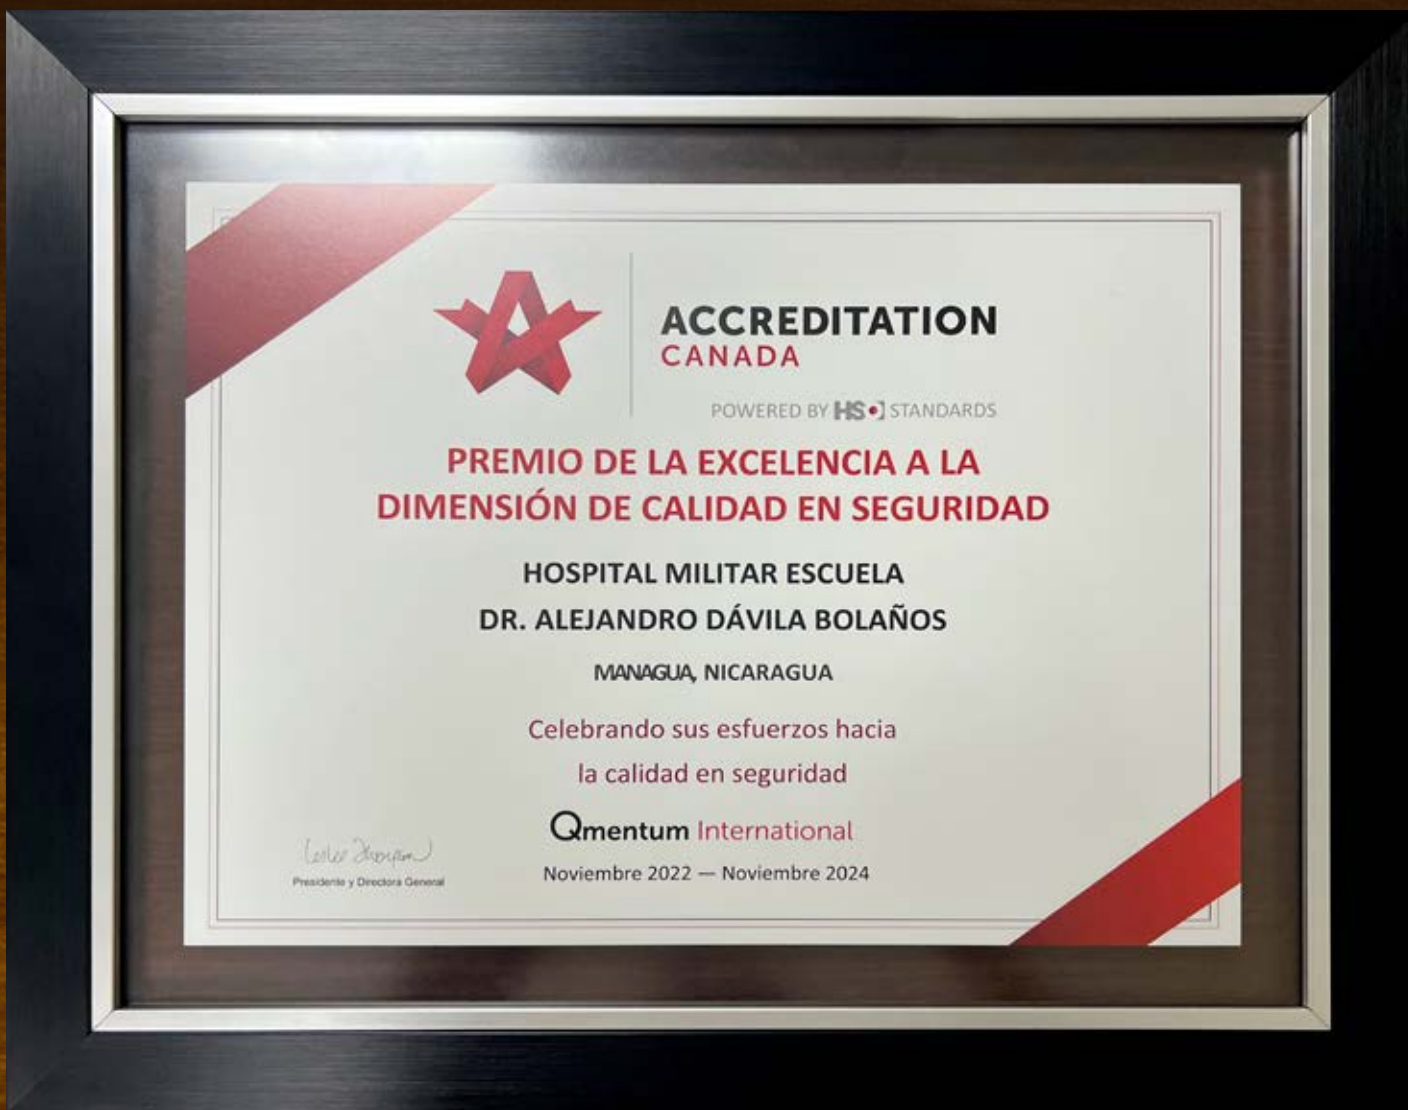 ACCREDITATION
CANADA
POWERED BY HS STANDARDS
PREMIO DE LA EXCELENCIA A LA
DIMENSIÓN DE CALIDAD EN SEGURIDAD
HOSPITAL MILITAR ESCUELA
DR. ALEJANDRO DÁVILA BOLAÑOS
MANAGUA, NICARAGUA
Celebrando sus esfuerzos hacia
la calidad en seguridad
Qmentum International
Noviembre 2022 — Noviembre 2024
Presidente y Directora General